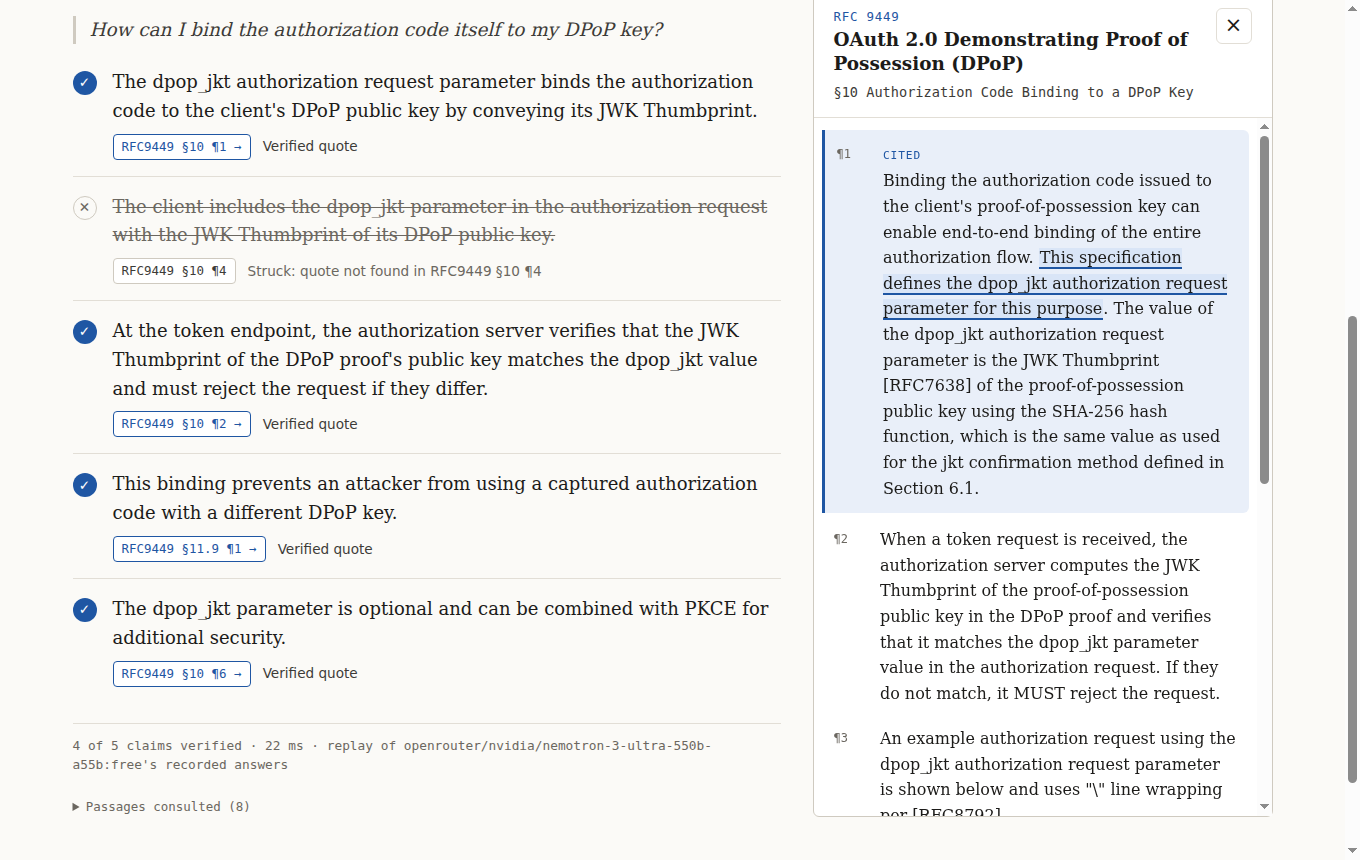 How can I bind the authorization code itself to my DPoP key?
✓ The dpop_jkt authorization request parameter binds the authorization
code to the client's DPoP public key by conveying its JWK Thumbprint.
RFC9449 §10 ¶1 → Verified quote
✕ The client includes the dpop_jkt parameter in the authorization request
with the JWK Thumbprint of its DPoP public key.
RFC9449 §10 ¶4 Struck: quote not found in RFC9449 §10 ¶4
✓ At the token endpoint, the authorization server verifies that the JWK
Thumbprint of the DPoP proof's public key matches the dpop_jkt value
and must reject the request if they differ.
RFC9449 §10 ¶2 → Verified quote
✓ This binding prevents an attacker from using a captured authorization
code with a different DPoP key.
RFC9449 §11.9 ¶1 → Verified quote
✓ The dpop_jkt parameter is optional and can be combined with PKCE for
additional security.
RFC9449 §10 ¶6 → Verified quote
4 of 5 claims verified · 22 ms · replay of openrouter/nvidia/nemotron-3-ultra-550b-
a55b:free's recorded answers
▶ Passages consulted (8)
RFC 9449
OAuth 2.0 Demonstrating Proof of
Possession (DPoP)
✕
§10 Authorization Code Binding to a DPoP Key
¶1 CITED
Binding the authorization code issued to
the client's proof-of-possession key can
enable end-to-end binding of the entire
authorization flow. This specification
defines the dpop_jkt authorization request
parameter for this purpose. The value of
the dpop_jkt authorization request
parameter is the JWK Thumbprint
[RFC7638] of the proof-of-possession
public key using the SHA-256 hash
function, which is the same value as used
for the jkt confirmation method defined in
Section 6.1.
¶2 When a token request is received, the
authorization server computes the JWK
Thumbprint of the proof-of-possession
public key in the DPoP proof and verifies
that it matches the dpop_jkt parameter
value in the authorization request. If they
do not match, it MUST reject the request.
¶3 An example authorization request using the
dpop_jkt authorization request parameter
is shown below and uses "\" line wrapping
per [RFC8792]